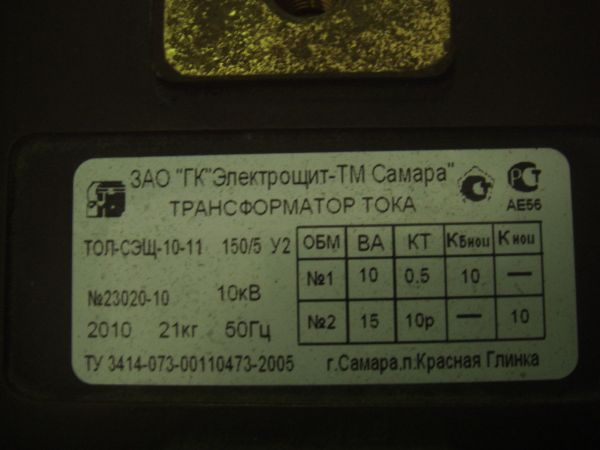 ЗАО "ГК"Электрощит-ТМ Самара"
ТРАНСФОРМАТОР ТОКА
РСТ
АЕ56
ТОЛ-СЭЩ-10-11 150/5 У2
№23020-10 10кВ
2010 21кг 50Гц
ОБМ ВА КТ Кбном Кном
№1 10 0.5 10 —
№2 15 10р — 10
ТУ 3414-073-00110473-2005 г.Самара.п.Красная Глинка